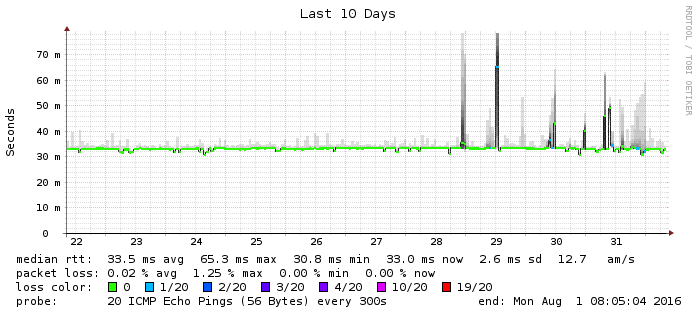 Last 10 Days
RRDTOOL / TOBI OETIKER
Seconds
70 m
60 m
50 m
40 m
30 m
20 m
10 m
0
22 23 24 25 26 27 28 29 30 31
median rtt: 33.5 ms avg 65.3 ms max 30.8 ms min 33.0 ms now 2.6 ms sd 12.7 am/s
packet loss: 0.02 % avg 1.25 % max 0.00 % min 0.00 % now
loss color: 0 1/20 2/20 3/20 4/20 10/20 19/20
probe: 20 ICMP Echo Pings (56 Bytes) every 300s end: Mon Aug 1 08:05:04 2016